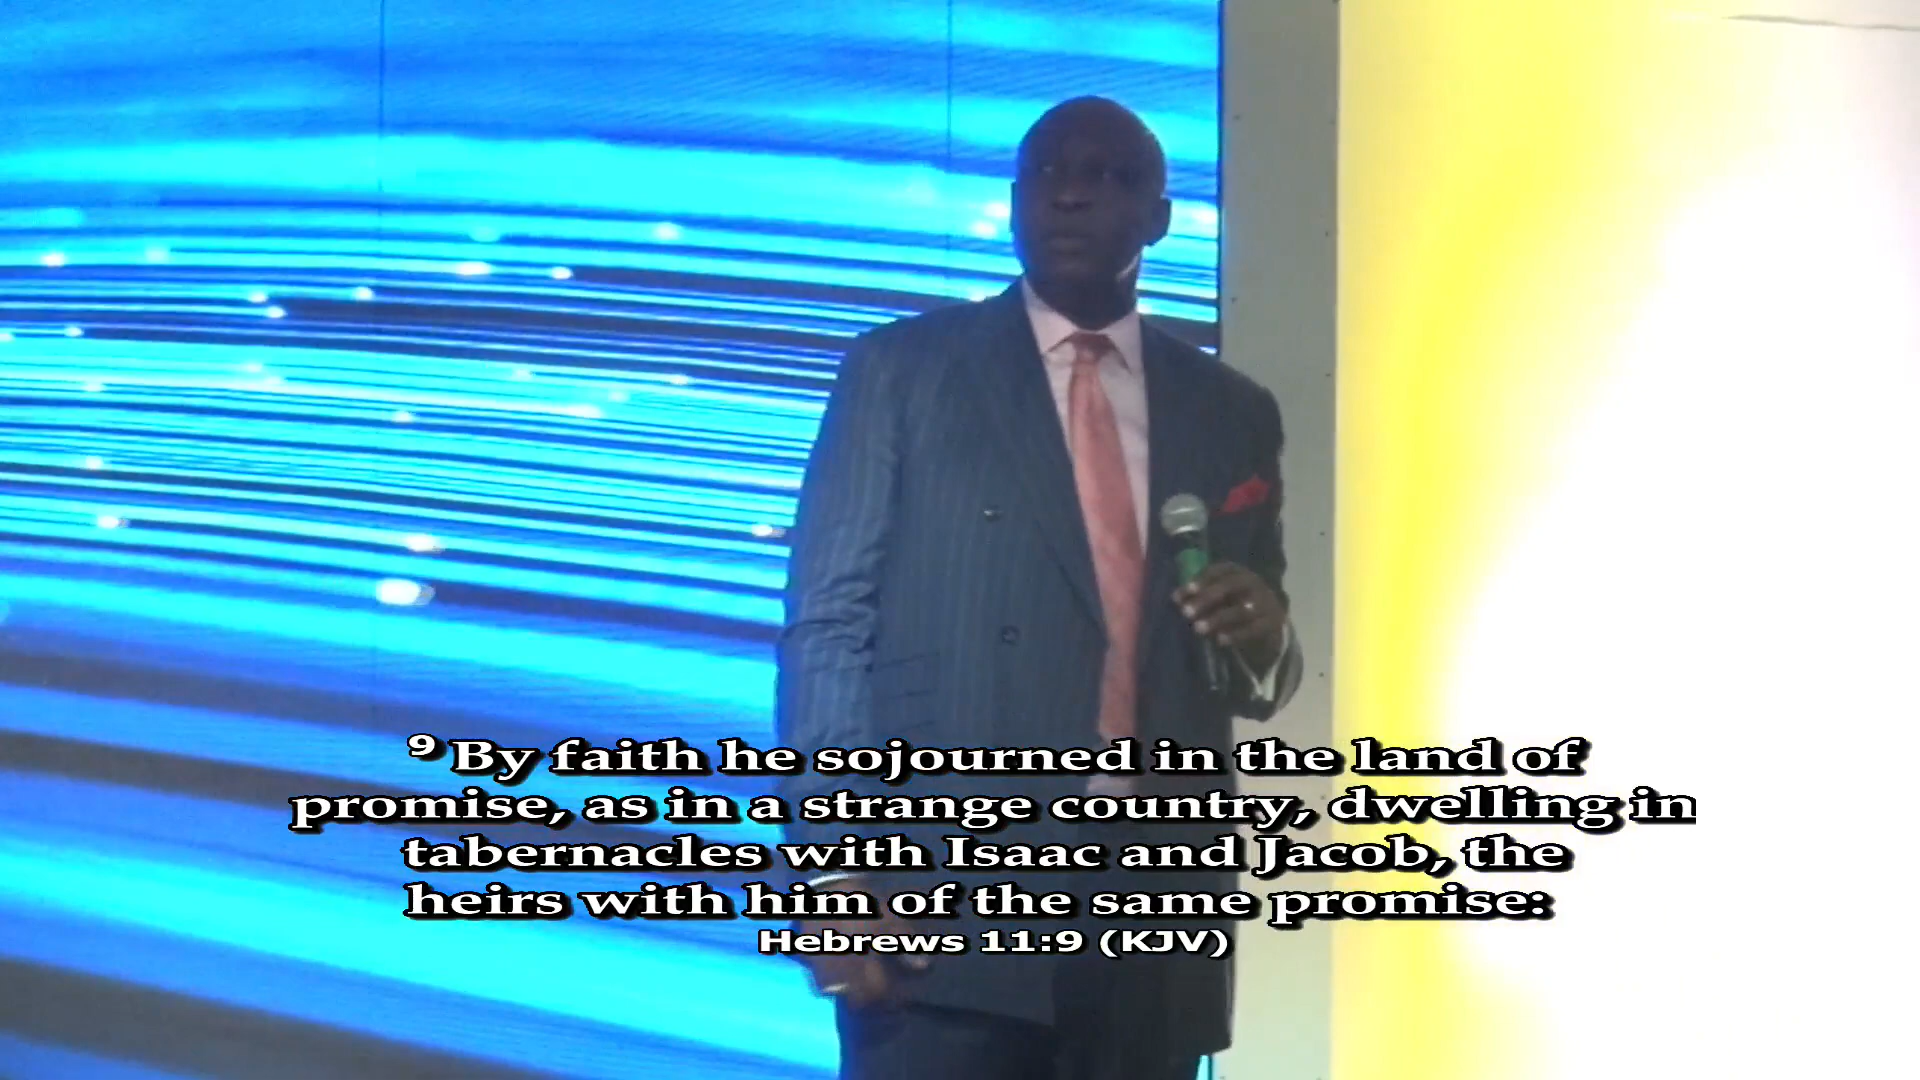 9 By faith he sojourned in the land of
promise, as in a strange country, dwelling in
tabernacles with Isaac and Jacob, the
heirs with him of the same promise:
Hebrews 11:9 (KJV)